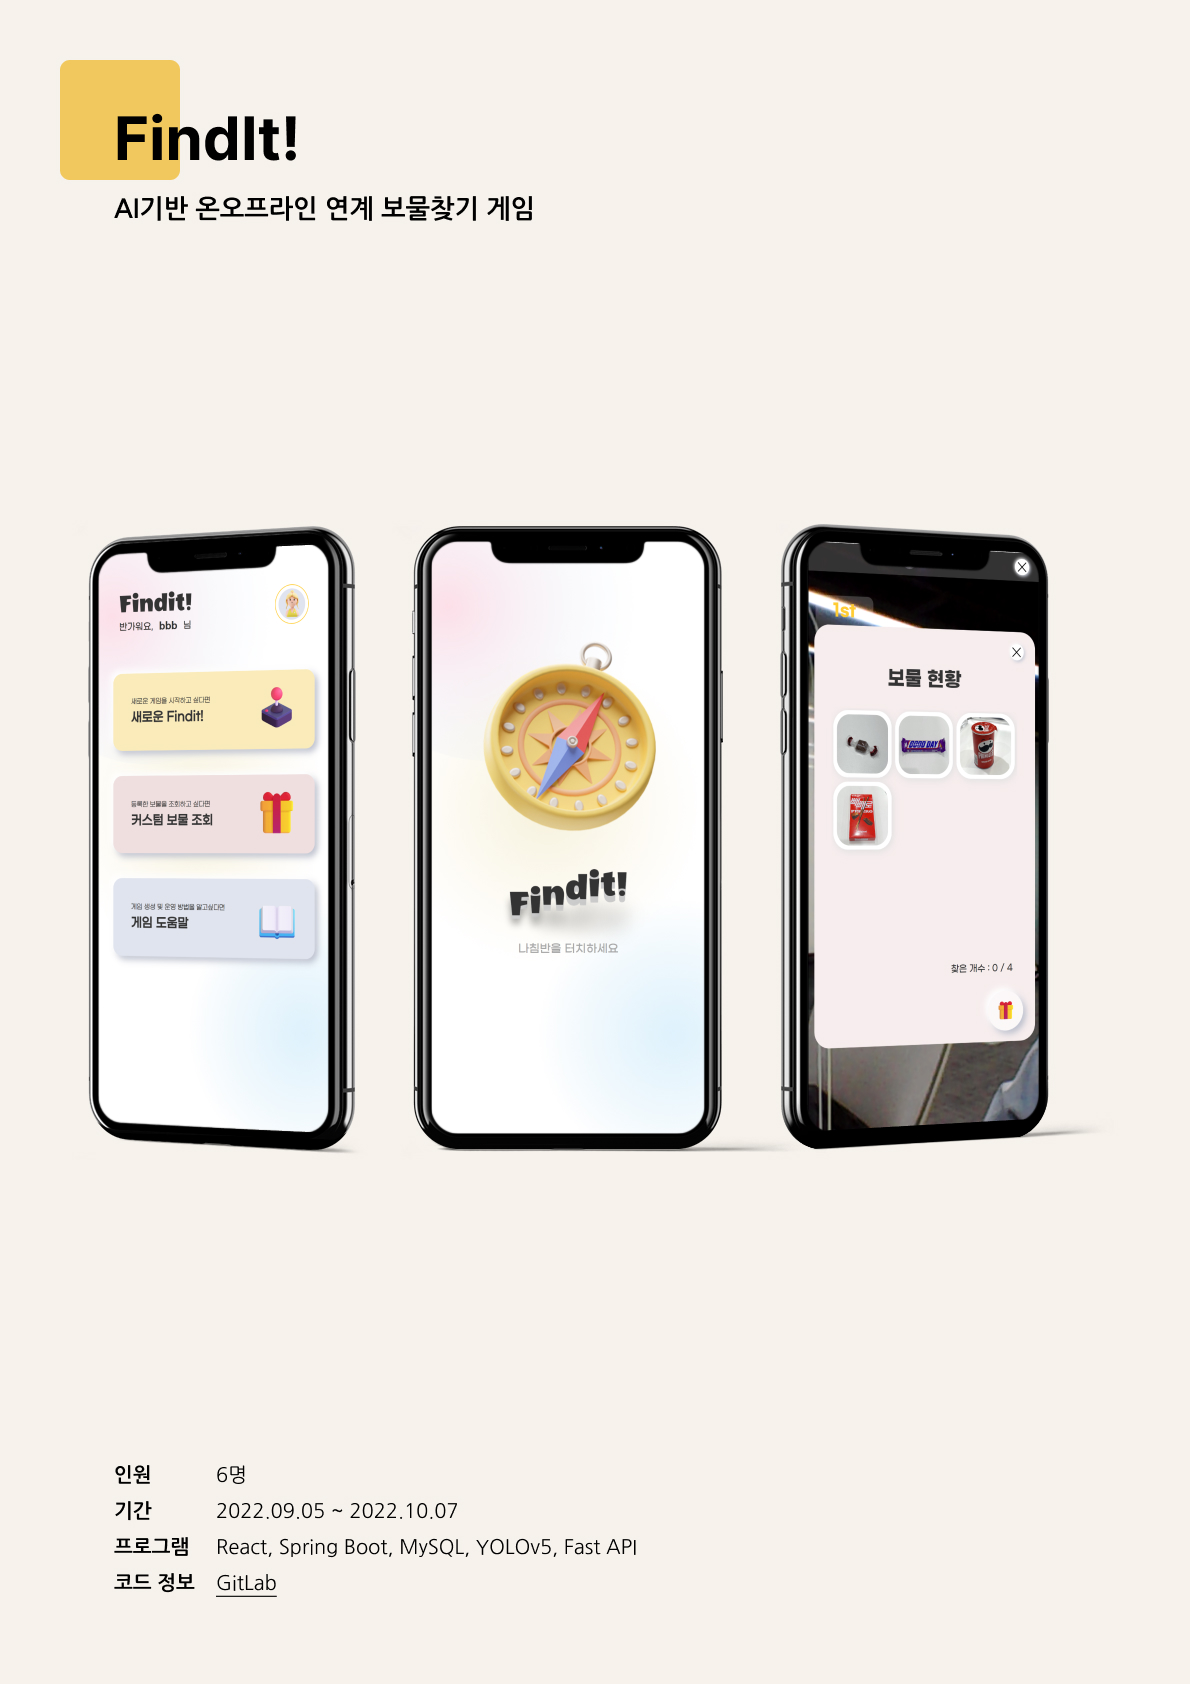 FindIt!
AI기반 온오프라인 연계 보물찾기 게임
Findit!
반가워요, bbb 님
새로운 게임을 시작하고 싶다면
새로운 Findit!
등록한 보물을 조회하고 싶다면
커스텀 보물 조회
게임 생성 및 운영 방법을 알고싶다면
게임 도움말
Findit!
나침반을 터치하세요
1st
보물 현황
찾은 개수 : 0 / 4
인원 6명
기간 2022.09.05 ~ 2022.10.07
프로그램 React, Spring Boot, MySQL, YOLOv5, Fast API
코드 정보 GitLab